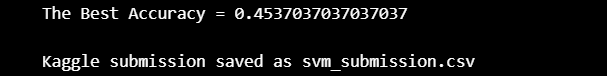 The Best Accuracy = 0.4537037037037037
Kaggle submission saved as svm_submission.csv